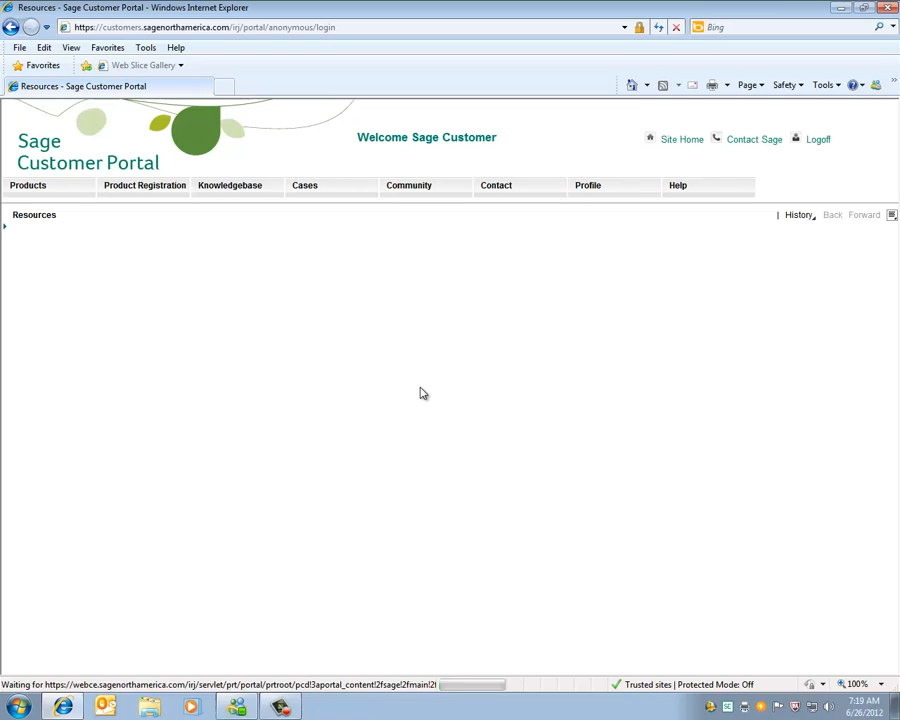 Resources - Sage Customer Portal - Windows Internet Explorer
https://customers.sagenorthamerica.com/irj/portal/anonymous/login
Bing
File Edit View Favorites Tools Help
Favorites Web Slice Gallery
Resources - Sage Customer Portal
Page Safety Tools
Sage
Customer Portal
Welcome Sage Customer
Site Home Contact Sage Logoff
Products Product Registration Knowledgebase Cases Community Contact Profile Help
Resources
| History Back Forward
Waiting for https://webce.sagenorthamerica.com/irj/servlet/prt/portal/prtroot/pcd!3aportal_content!2fsage!2fmain!2f
Trusted sites | Protected Mode: Off
100%
7:19 AM
6/26/2012